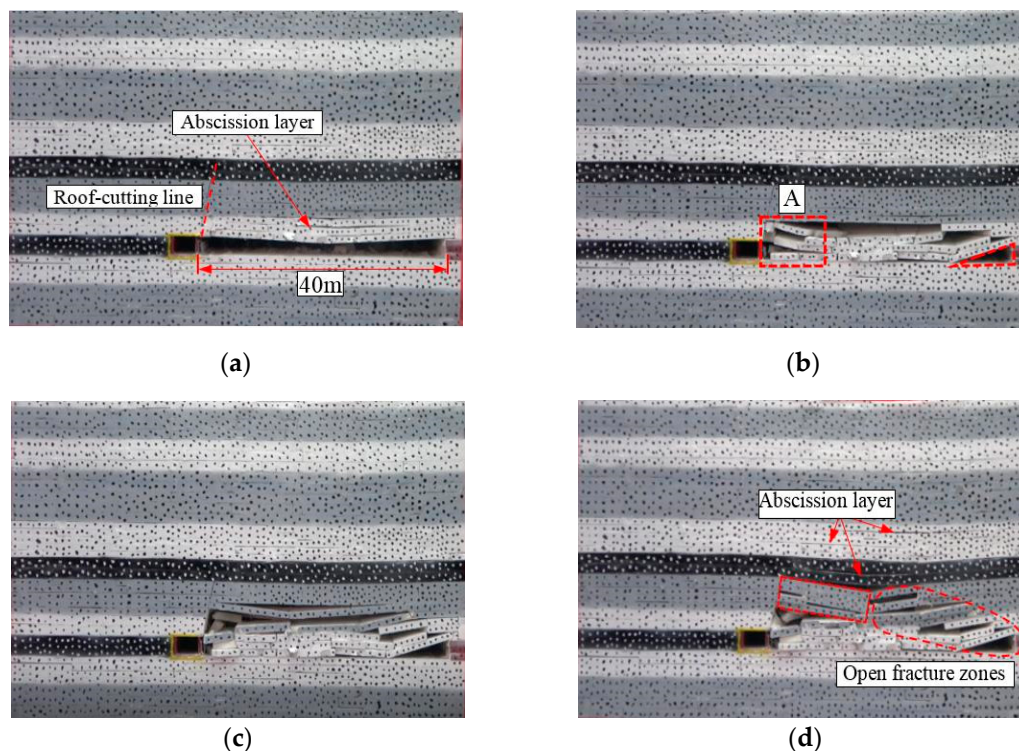 Abscission layer
Roof-cutting line
40m
(a)
A
(b)
(c)
Abscission layer
Open fracture zones
(d)